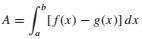 A = ∫_a^b [f(x) − g(x)] dx